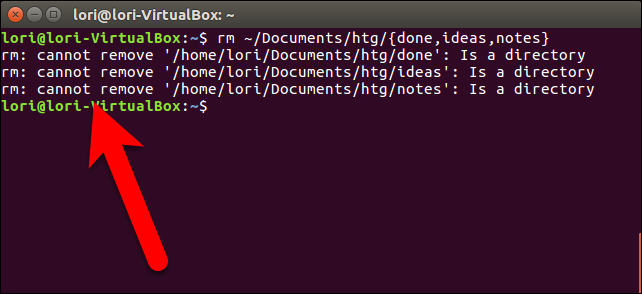 lori@lori-VirtualBox: ~
lori@lori-VirtualBox:~$ rm ~/Documents/htg/{done,ideas,notes}
rm: cannot remove '/home/lori/Documents/htg/done': Is a directory
rm: cannot remove '/home/lori/Documents/htg/ideas': Is a directory
rm: cannot remove '/home/lori/Documents/htg/notes': Is a directory
lori@lori-VirtualBox:~$